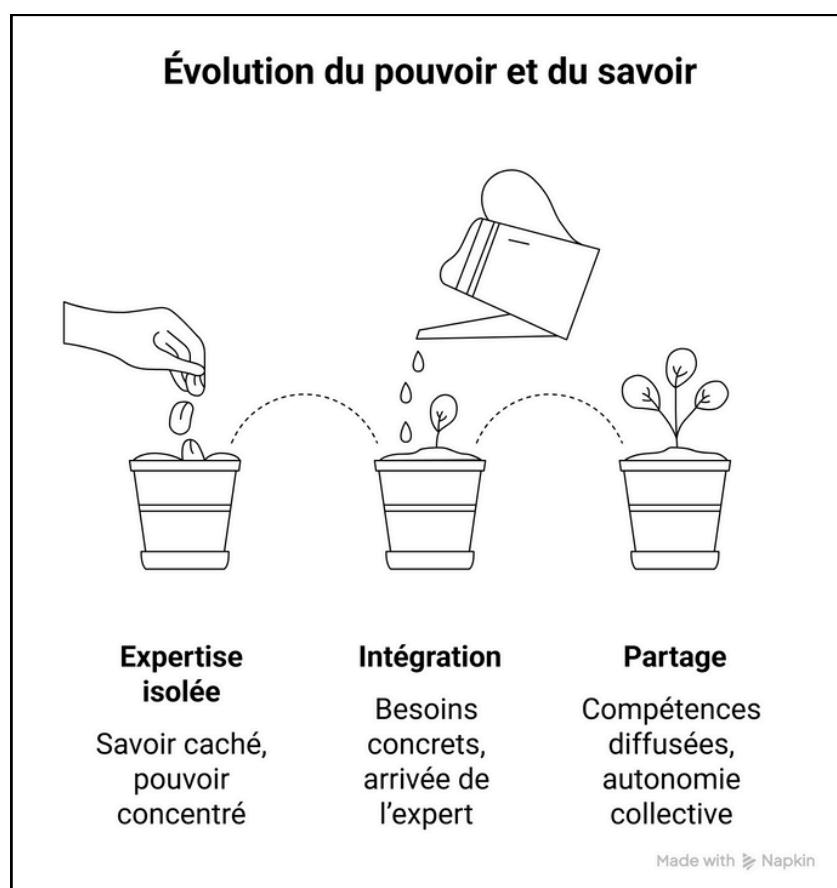 Évolution du pouvoir et du savoir
Expertise
isolée
Savoir caché,
pouvoir
concentré
Intégration
Besoins
concrets,
arrivée de
l’expert
Partage
Compétences
diffusées,
autonomie
collective
Made with Napkin